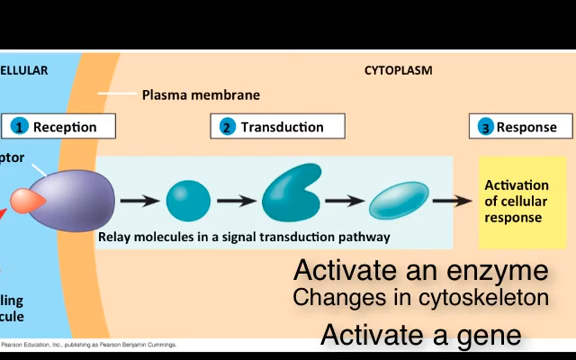 ELLULAR
CYTOPLASM
Plasma membrane
1 Reception
2 Transduction
3 Response
ptor
Activation
of cellular
response
Relay molecules in a signal transduction pathway
Activate an enzyme
Changes in cytoskeleton
Activate a gene
ling
cule
Pearson Education, Inc., publishing as Pearson Benjamin Cummings.